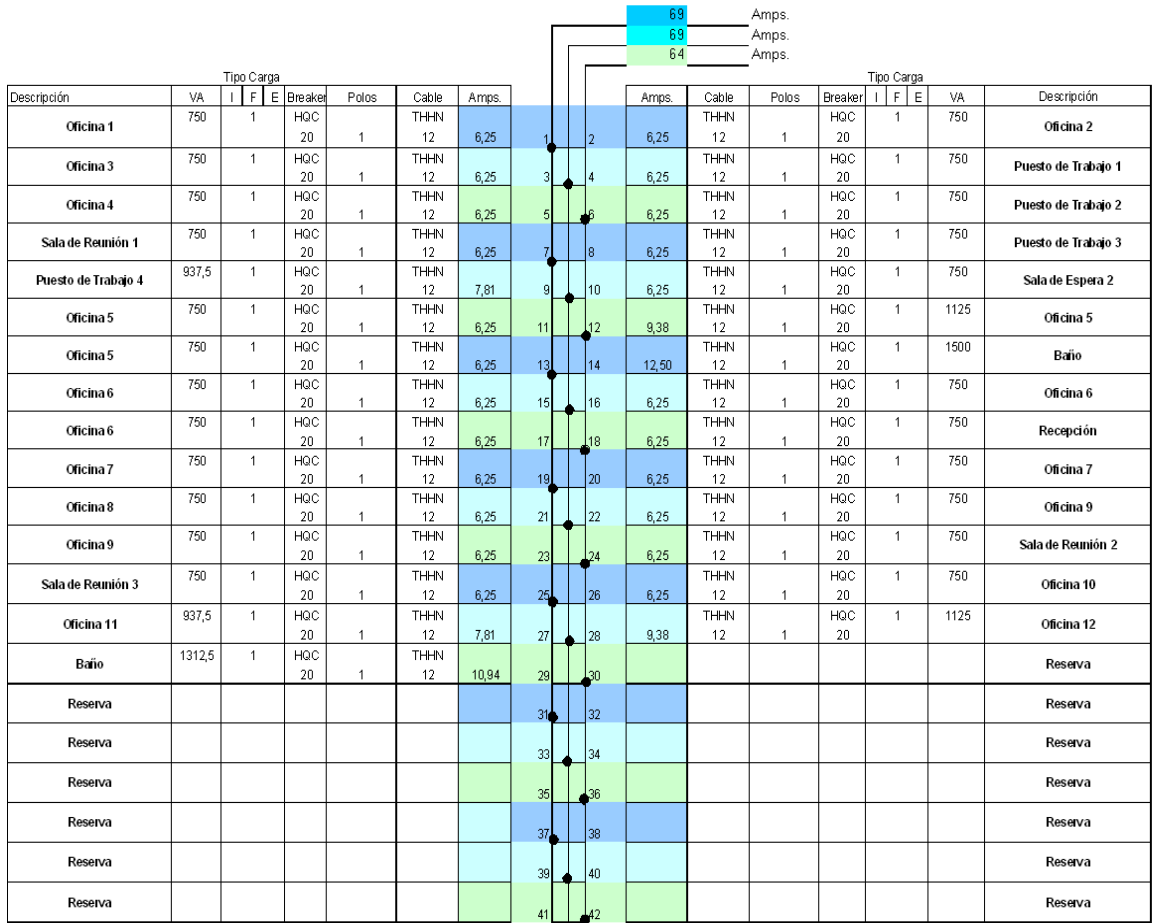 69 Amps.
69 Amps.
64 Amps.
Tipo Carga Tipo Carga
Descripción VA I F E Breaker Polos Cable Amps. Amps. Cable Polos Breaker I F E VA Descripción
Oficina 1 750 1 HQC 20 1 THHN 12 6,25 1 2 6,25 THHN 12 1 HQC 20 1 750 Oficina 2
Oficina 3 750 1 HQC 20 1 THHN 12 6,25 3 4 6,25 THHN 12 1 HQC 20 1 750 Puesto de Trabajo 1
Oficina 4 750 1 HQC 20 1 THHN 12 6,25 5 6 6,25 THHN 12 1 HQC 20 1 750 Puesto de Trabajo 2
Sala de Reunión 1 750 1 HQC 20 1 THHN 12 6,25 7 8 6,25 THHN 12 1 HQC 20 1 750 Puesto de Trabajo 3
Puesto de Trabajo 4 937,5 1 HQC 20 1 THHN 12 7,81 9 10 6,25 THHN 12 1 HQC 20 1 750 Sala de Espera 2
Oficina 5 750 1 HQC 20 1 THHN 12 6,25 11 12 9,38 THHN 12 1 HQC 20 1 1125 Oficina 5
Oficina 5 750 1 HQC 20 1 THHN 12 6,25 13 14 12,50 THHN 12 1 HQC 20 1 1500 Baño
Oficina 6 750 1 HQC 20 1 THHN 12 6,25 15 16 6,25 THHN 12 1 HQC 20 1 750 Oficina 6
Oficina 6 750 1 HQC 20 1 THHN 12 6,25 17 18 6,25 THHN 12 1 HQC 20 1 750 Recepción
Oficina 7 750 1 HQC 20 1 THHN 12 6,25 19 20 6,25 THHN 12 1 HQC 20 1 750 Oficina 7
Oficina 8 750 1 HQC 20 1 THHN 12 6,25 21 22 6,25 THHN 12 1 HQC 20 1 750 Oficina 9
Oficina 9 750 1 HQC 20 1 THHN 12 6,25 23 24 6,25 THHN 12 1 HQC 20 1 750 Sala de Reunión 2
Sala de Reunión 3 750 1 HQC 20 1 THHN 12 6,25 25 26 6,25 THHN 12 1 HQC 20 1 750 Oficina 10
Oficina 11 937,5 1 HQC 20 1 THHN 12 7,81 27 28 9,38 THHN 12 1 HQC 20 1 1125 Oficina 12
Baño 1312,5 1 HQC 20 1 THHN 12 10,94 29 30 Reserva
Reserva 31 32 Reserva
Reserva 33 34 Reserva
Reserva 35 36 Reserva
Reserva 37 38 Reserva
Reserva 39 40 Reserva
Reserva 41 42 Reserva